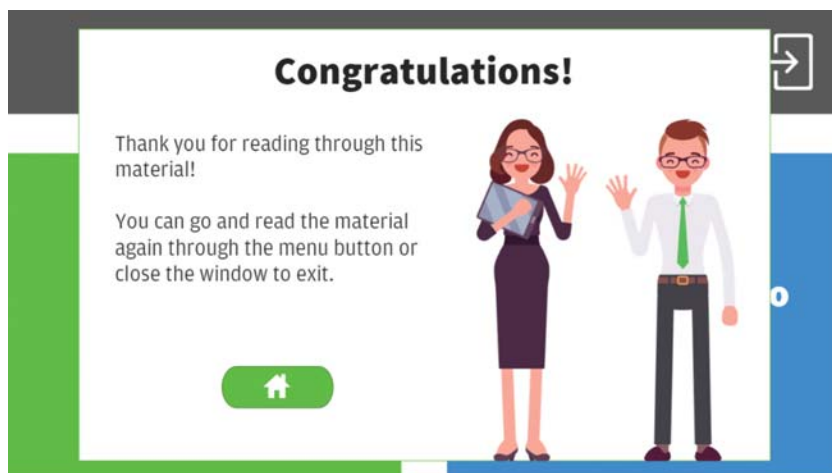 Congratulations!
Thank you for reading through this
material!
You can go and read the material
again through the menu button or
close the window to exit.
o